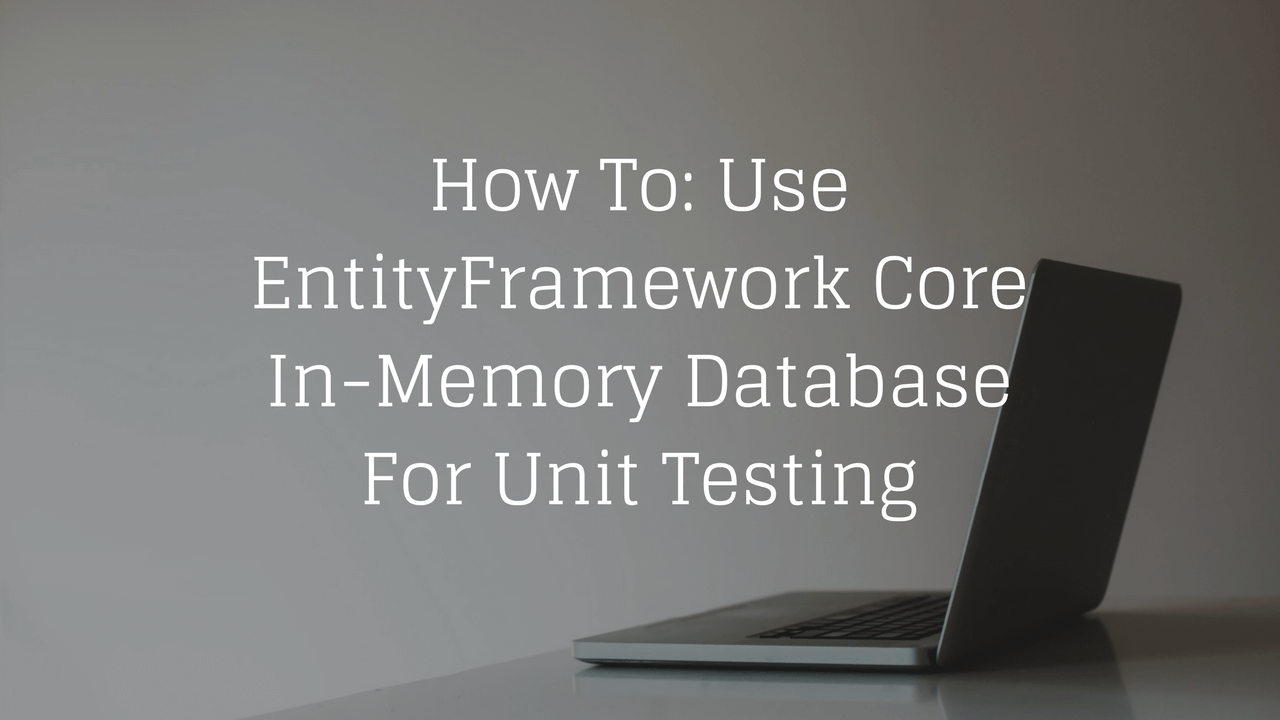 How To: Use
EntityFramework Core
In-Memory Database
For Unit Testing